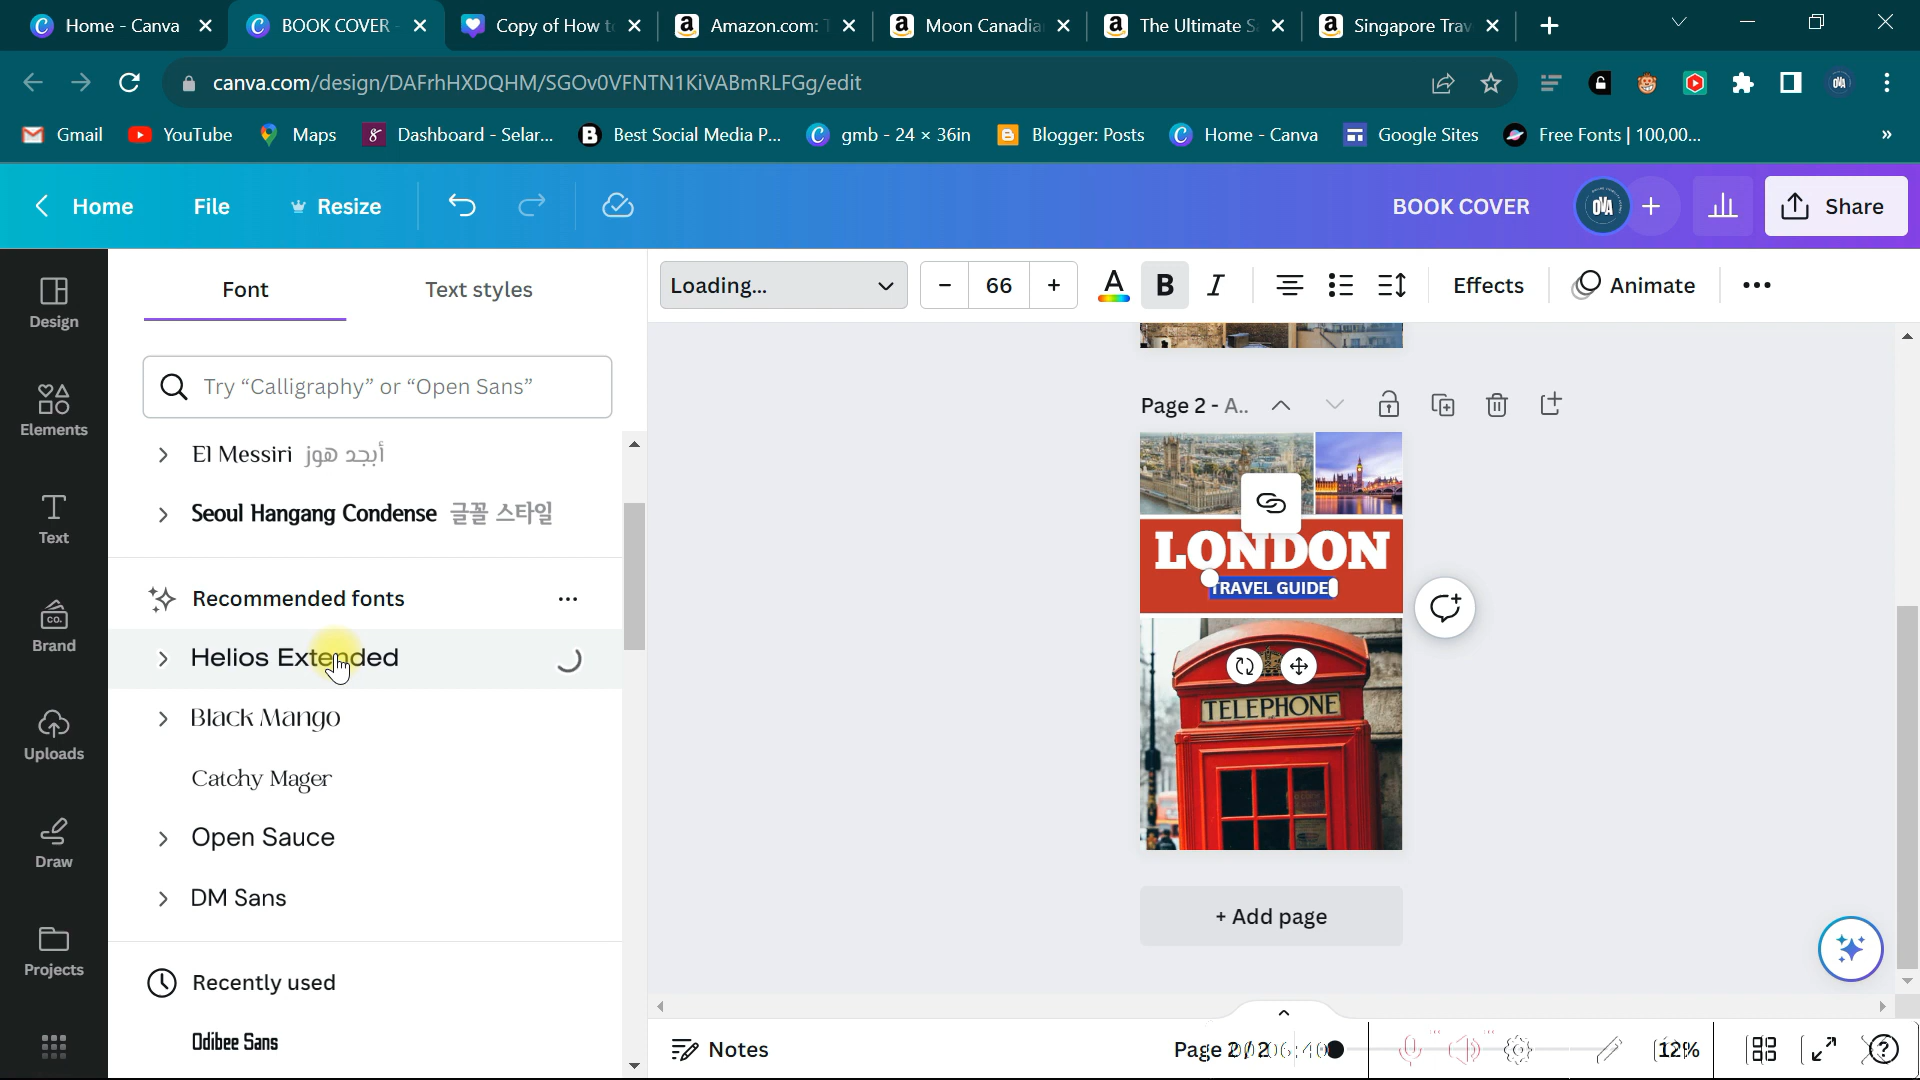 Home - Canva
BOOK COVER -
Copy of How t
Amazon.com: T
Moon Canadia
The Ultimate S
Singapore Trav
canva.com/design/DAFrhHXDQHM/SGOv0VFNTN1KiVABmRLFGg/edit
Gmail
YouTube
Maps
Dashboard - Selar...
Best Social Media P...
gmb - 24 × 36in
Blogger: Posts
Home - Canva
Google Sites
Free Fonts | 100,00...
»
Home
File
Resize
BOOK COVER
OVA
Share
Design
Elements
Text
Brand
Uploads
Draw
Projects
Font
Text styles
Try “Calligraphy” or “Open Sans”
El Messiri أبجد هوز
Seoul Hangang Condense 글꼴 스타일
Recommended fonts
Helios Extended
Black Mango
Catchy Mager
Open Sauce
DM Sans
Recently used
Odibee Sans
Loading...
66
A
B
I
Effects
Animate
Page 2 - A..
LONDON
TRAVEL GUIDE
TELEPHONE
+ Add page
Notes
Page 2 / 2
12%